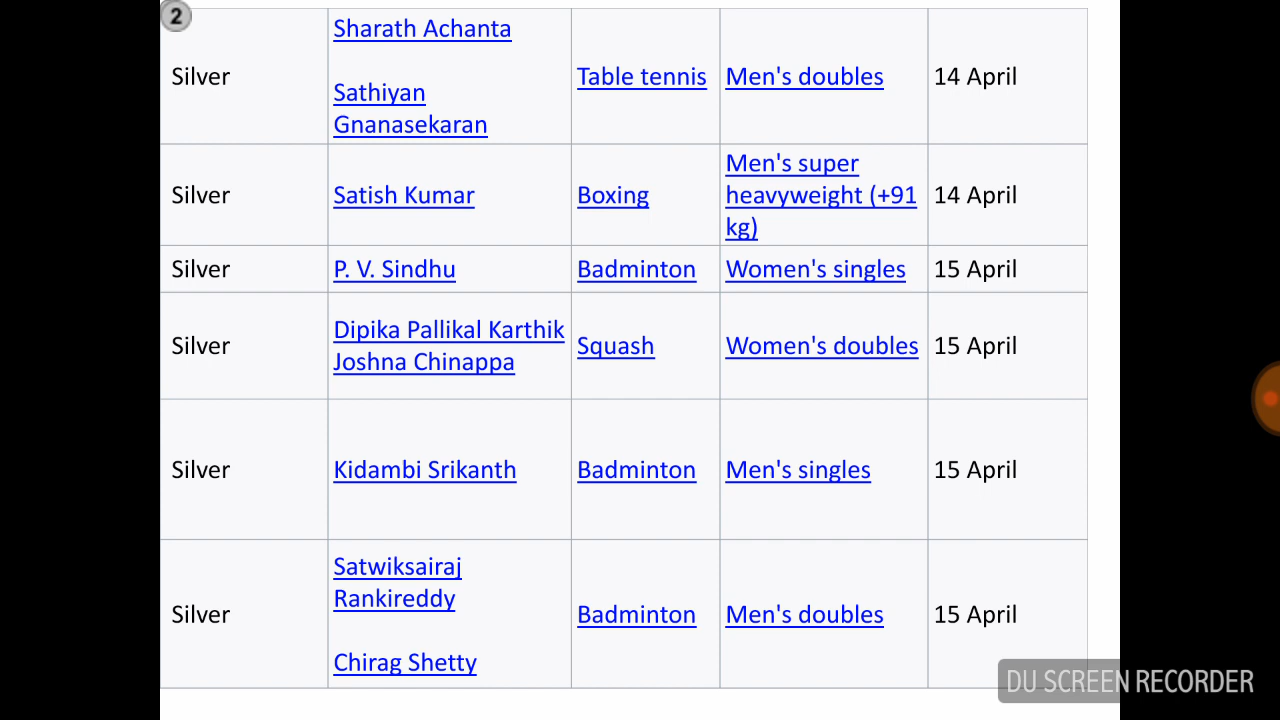 2
Sharath Achanta
Silver
Sathiyan
Gnanasekaran
Table tennis
Men's doubles
14 April
Silver
Satish Kumar
Boxing
Men's super
heavyweight (+91
kg)
14 April
Silver
P. V. Sindhu
Badminton
Women's singles
15 April
Silver
Dipika Pallikal Karthik
Joshna Chinappa
Squash
Women's doubles
15 April
Silver
Kidambi Srikanth
Badminton
Men's singles
15 April
Silver
Satwiksairaj
Rankireddy
Chirag Shetty
Badminton
Men's doubles
15 April
DU SCREEN RECORDER